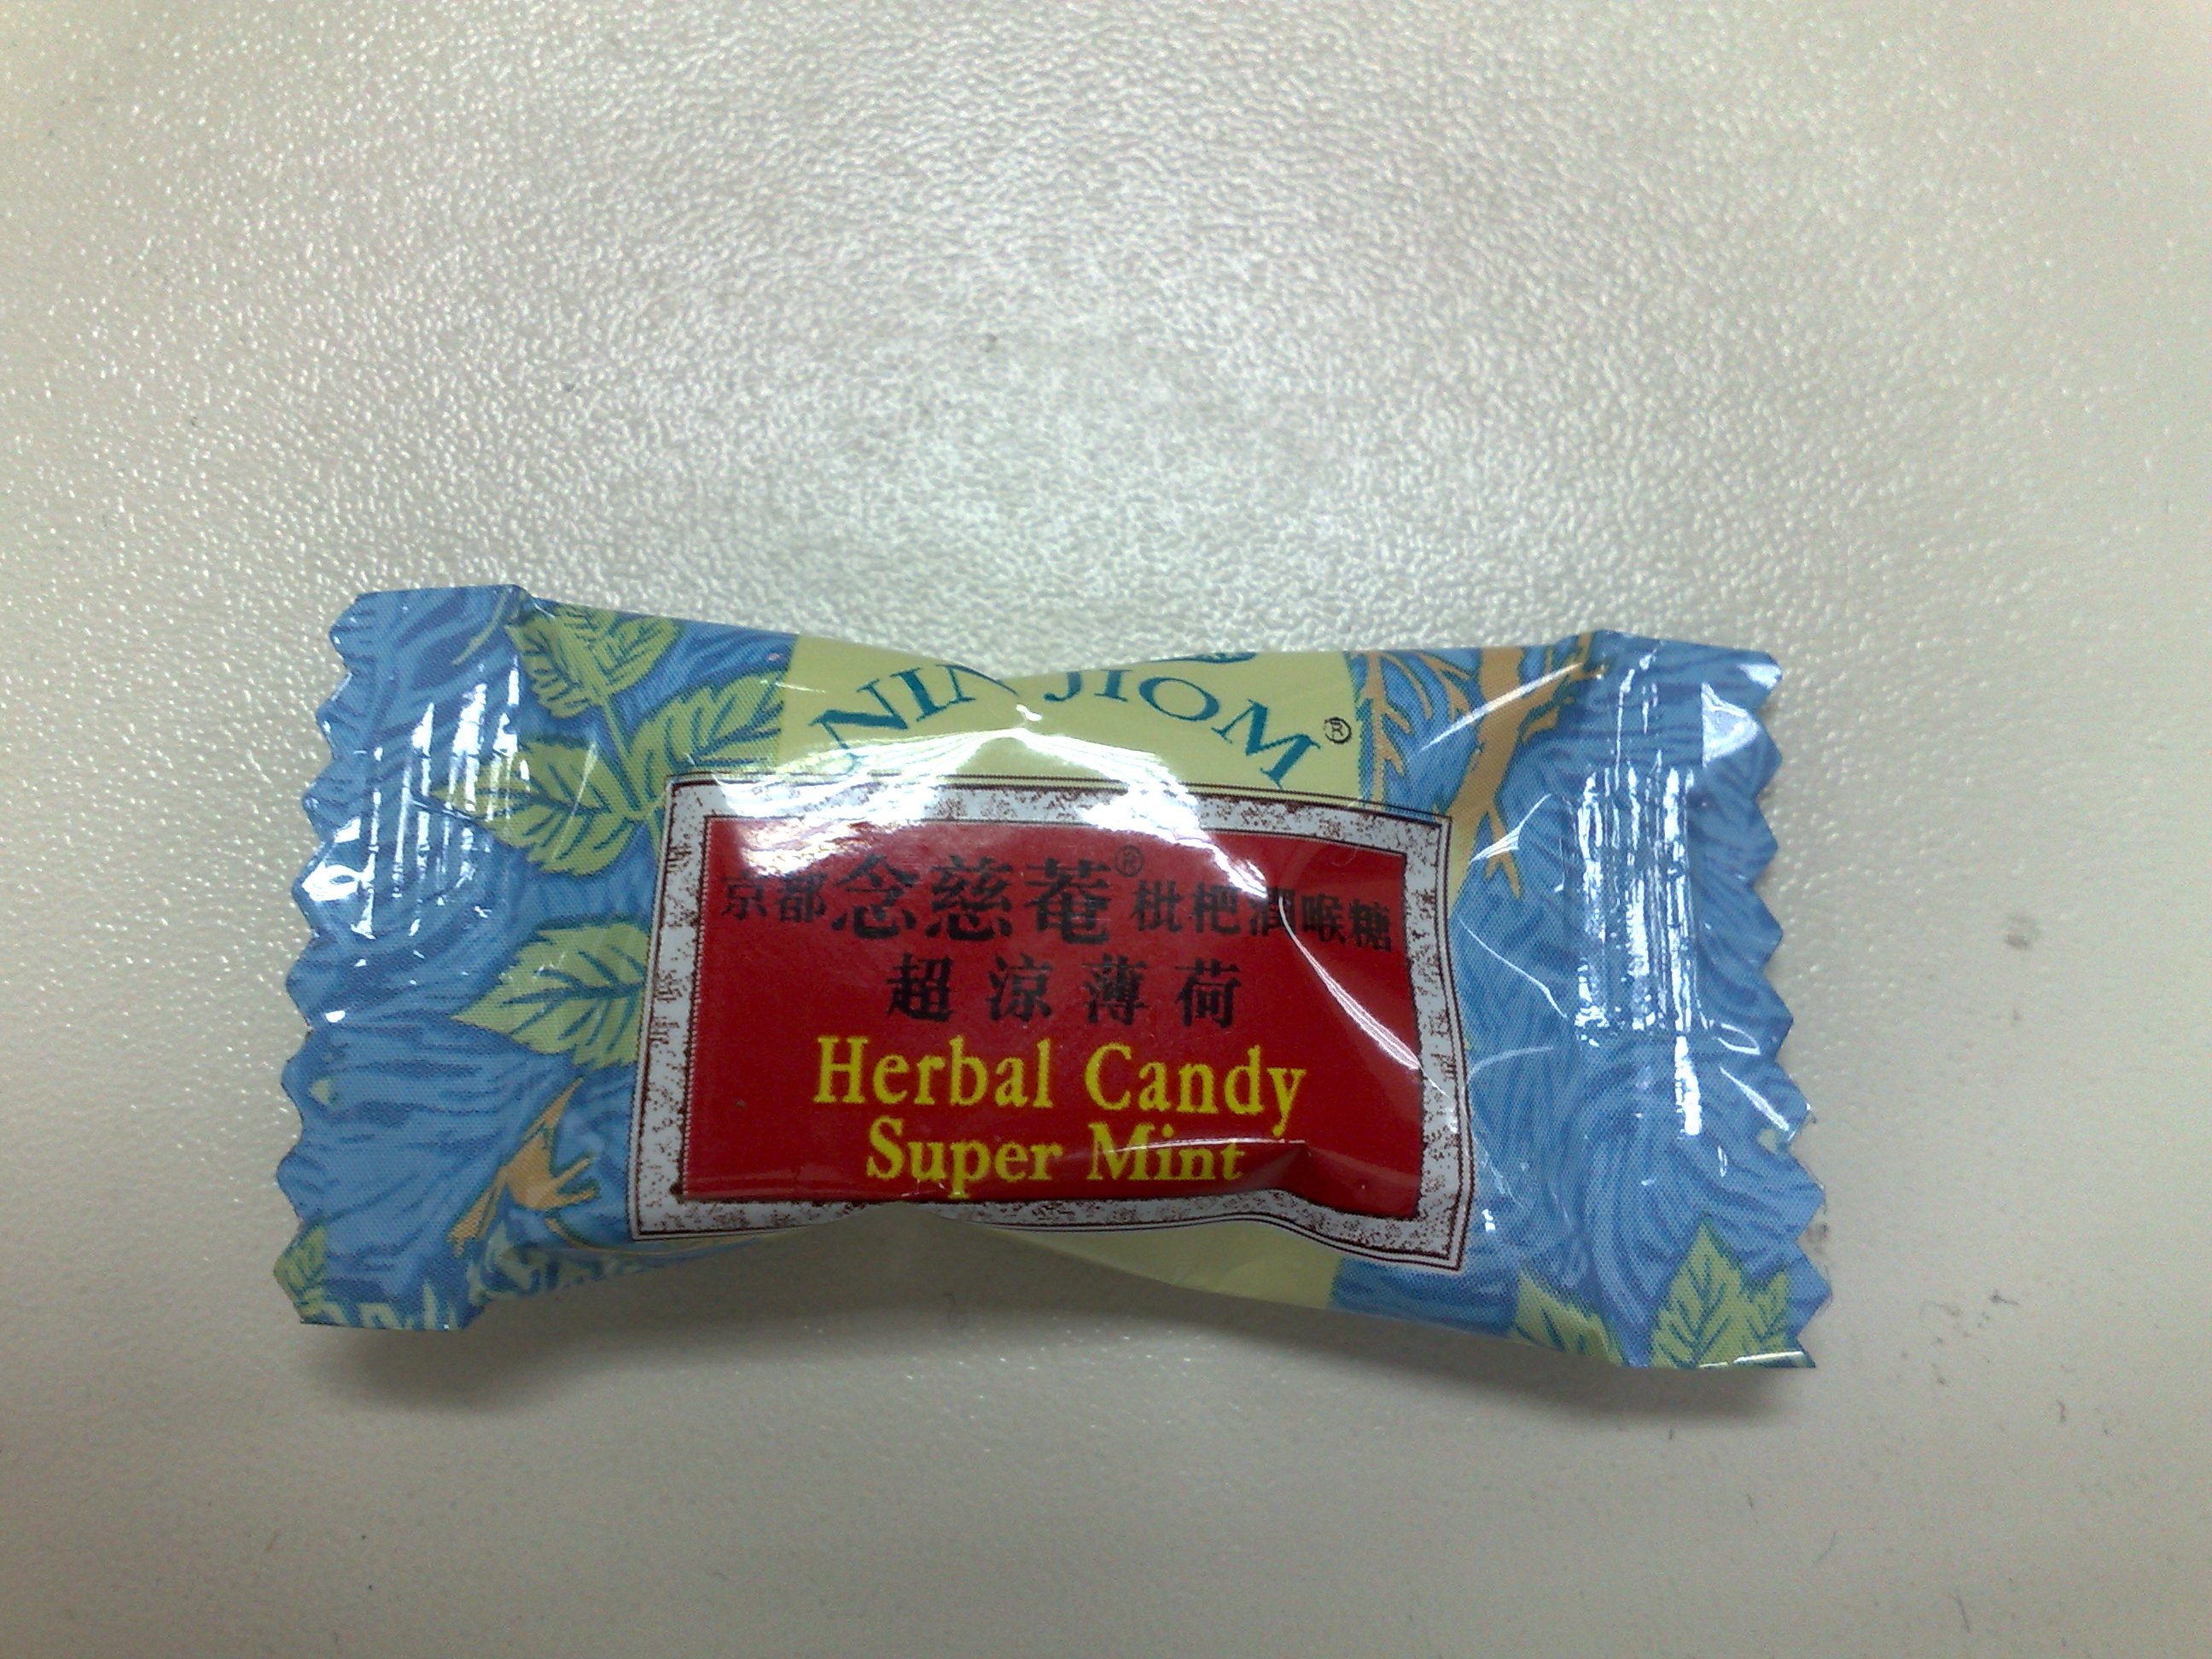 NIN JIOM®
京都念慈菴®枇杷潤喉糖
超涼薄荷
Herbal Candy
Super Mint